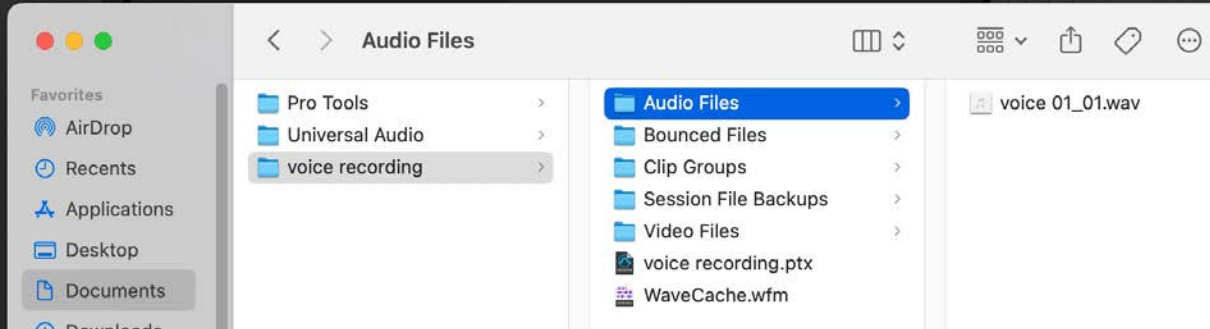 Audio Files
Favorites
AirDrop
Recents
Applications
Desktop
Documents
Downloads
Pro Tools
Universal Audio
voice recording
Audio Files
Bounced Files
Clip Groups
Session File Backups
Video Files
voice recording.ptx
WaveCache.wfm
voice 01_01.wav